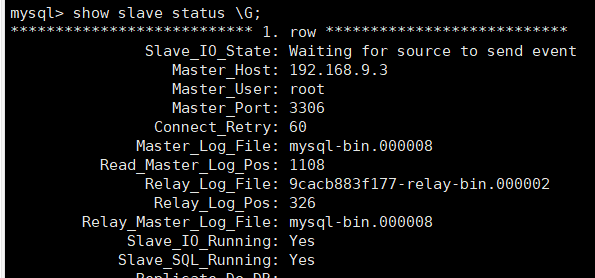 mysql> show slave status \G;
*************************** 1. row ***************************
Slave_IO_State: Waiting for source to send event
Master_Host: 192.168.9.3
Master_User: root
Master_Port: 3306
Connect_Retry: 60
Master_Log_File: mysql-bin.000008
Read_Master_Log_Pos: 1108
Relay_Log_File: 9cacb883f177-relay-bin.000002
Relay_Log_Pos: 326
Relay_Master_Log_File: mysql-bin.000008
Slave_IO_Running: Yes
Slave_SQL_Running: Yes